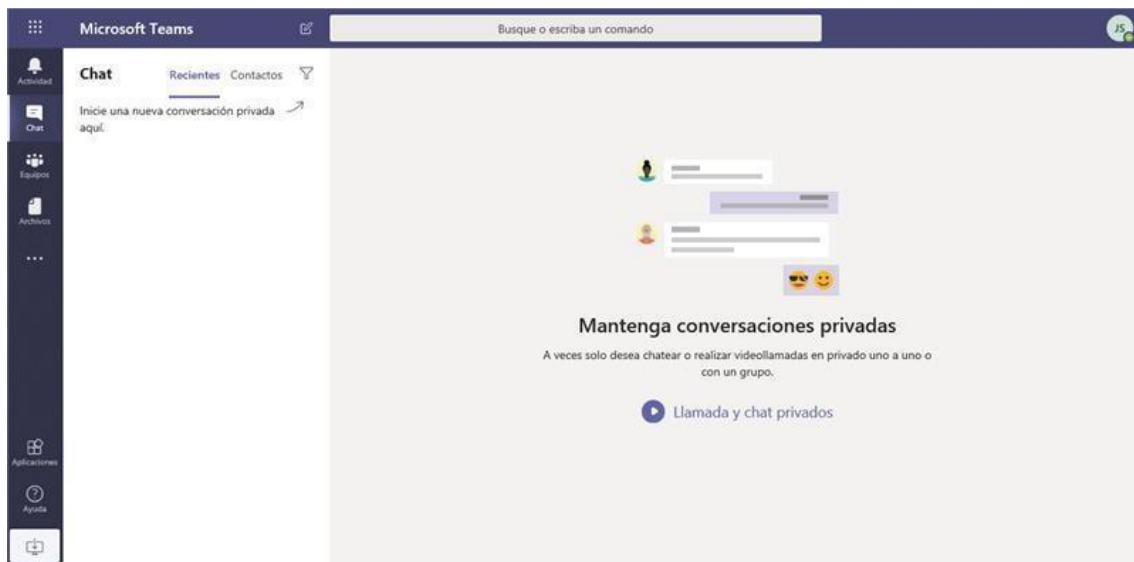 Microsoft Teams
Busque o escriba un comando
JS
Actividad
Chat
Equipos
Archivos
Aplicaciones
Ayuda
Chat
Recientes
Contactos
Inicie una nueva conversación privada
aquí.
Mantenga conversaciones privadas
A veces solo desea chatear o realizar videollamadas en privado uno a uno o
con un grupo.
Llamada y chat privados